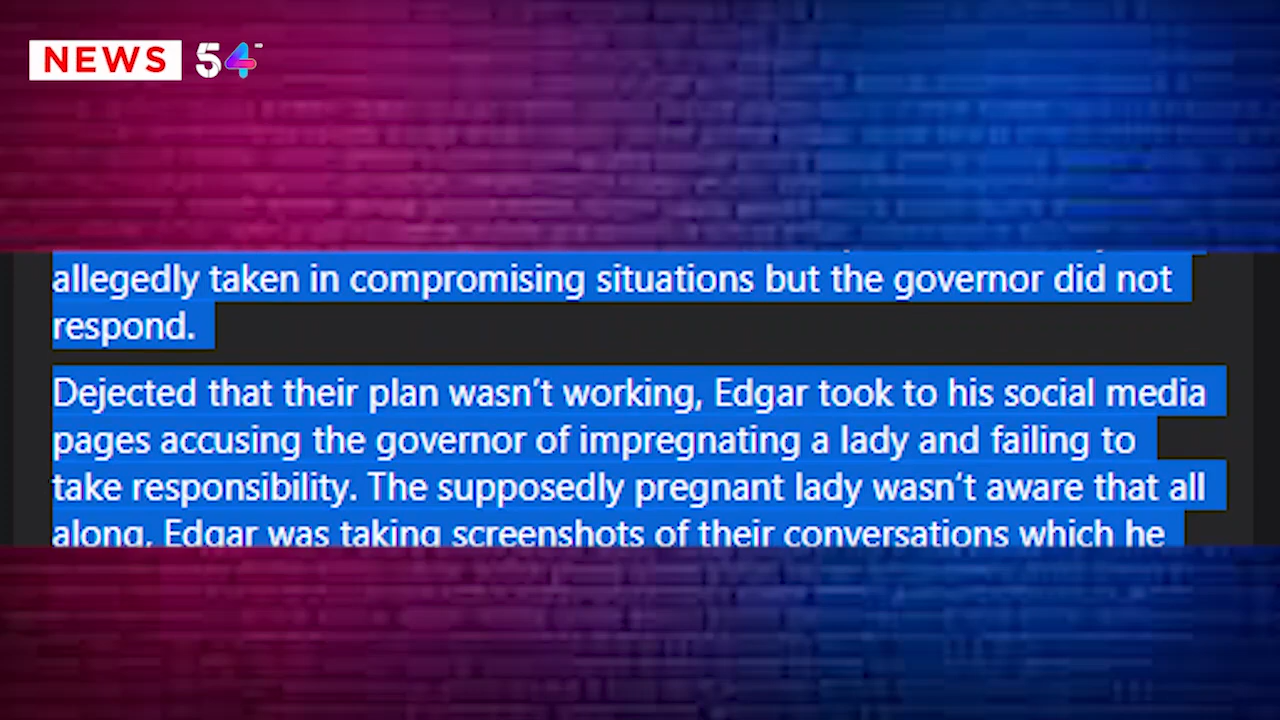 NEWS 54
allegedly taken in compromising situations but the governor did not
respond.
Dejected that their plan wasn’t working, Edgar took to his social media
pages accusing the governor of impregnating a lady and failing to
take responsibility. The supposedly pregnant lady wasn’t aware that all
along, Edgar was taking screenshots of their conversations which he